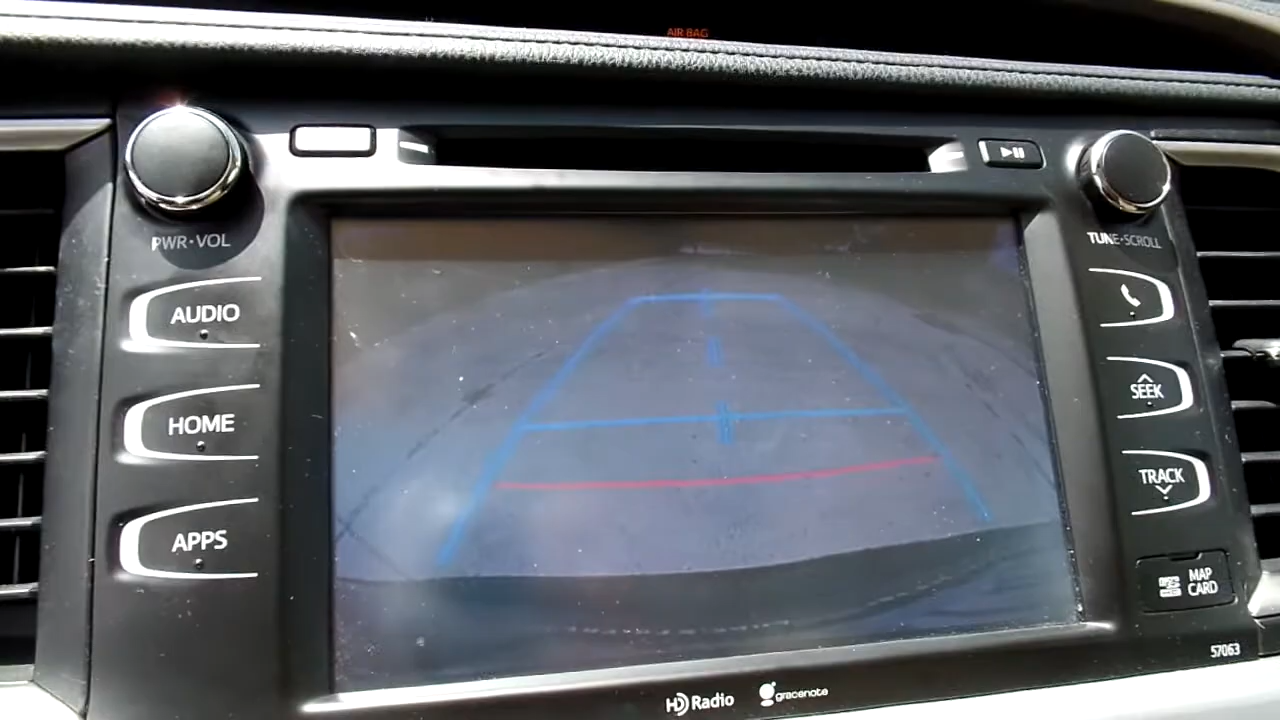 AIR BAG
PWR·VOL
TUNE·SCROLL
AUDIO
HOME
SEEK
TRACK
APPS
MAP
CARD
57063
HD Radio
gracenote